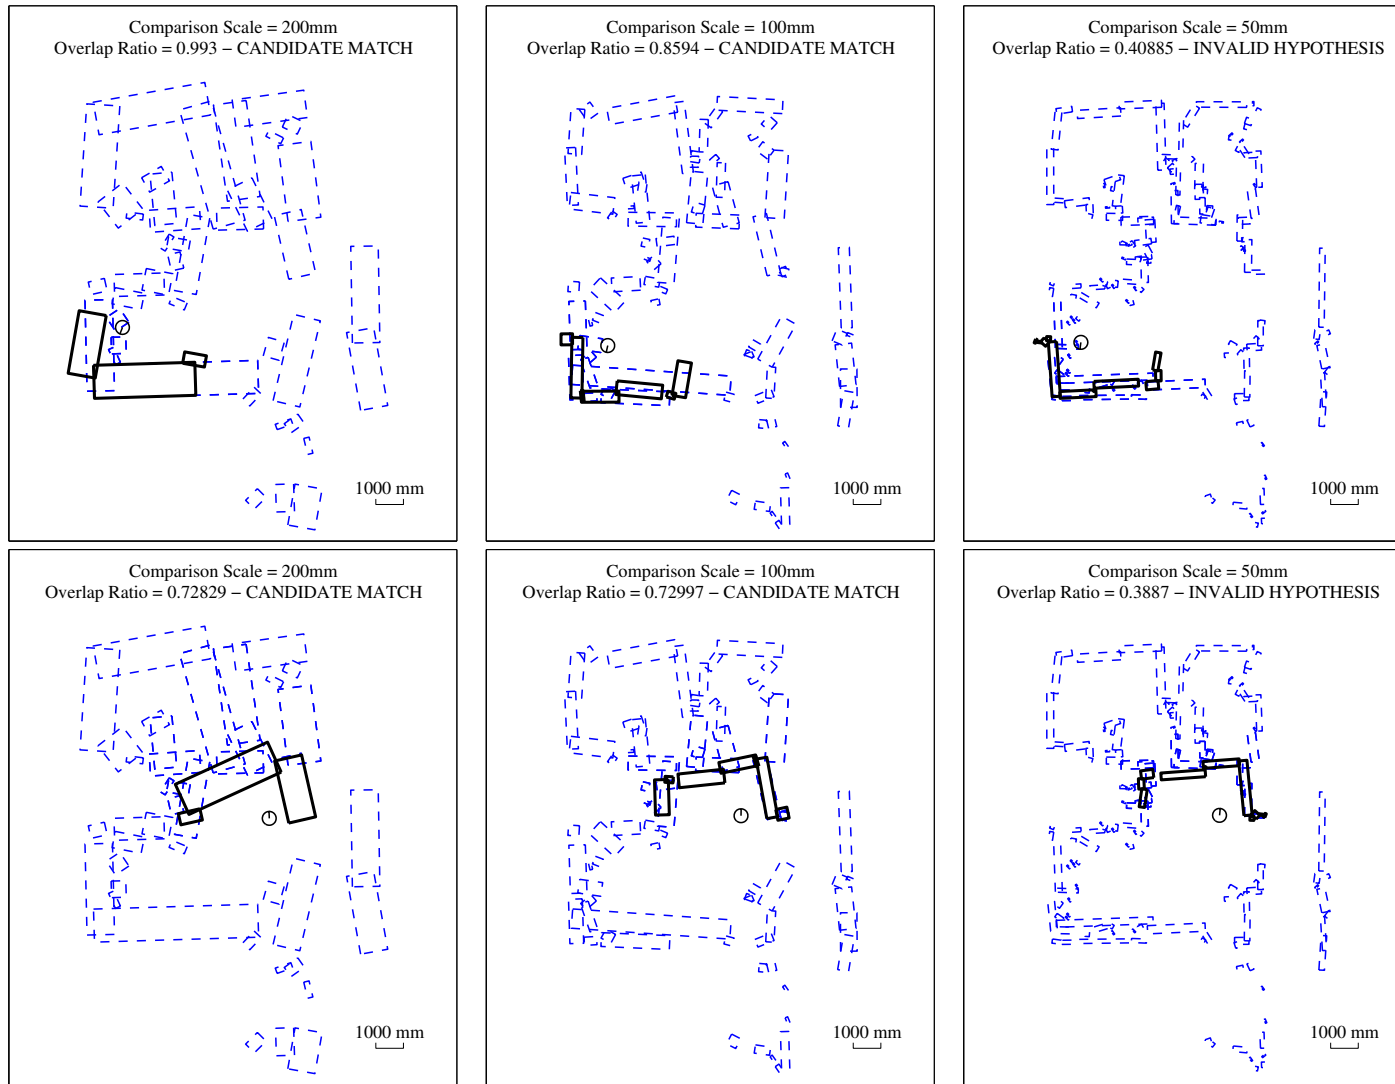 Comparison Scale = 200mm
Overlap Ratio = 0.993 − CANDIDATE MATCH
1000 mm
Comparison Scale = 100mm
Overlap Ratio = 0.8594 − CANDIDATE MATCH
1000 mm
Comparison Scale = 50mm
Overlap Ratio = 0.40885 − INVALID HYPOTHESIS
1000 mm
Comparison Scale = 200mm
Overlap Ratio = 0.72829 − CANDIDATE MATCH
1000 mm
Comparison Scale = 100mm
Overlap Ratio = 0.72997 − CANDIDATE MATCH
1000 mm
Comparison Scale = 50mm
Overlap Ratio = 0.3887 − INVALID HYPOTHESIS
1000 mm